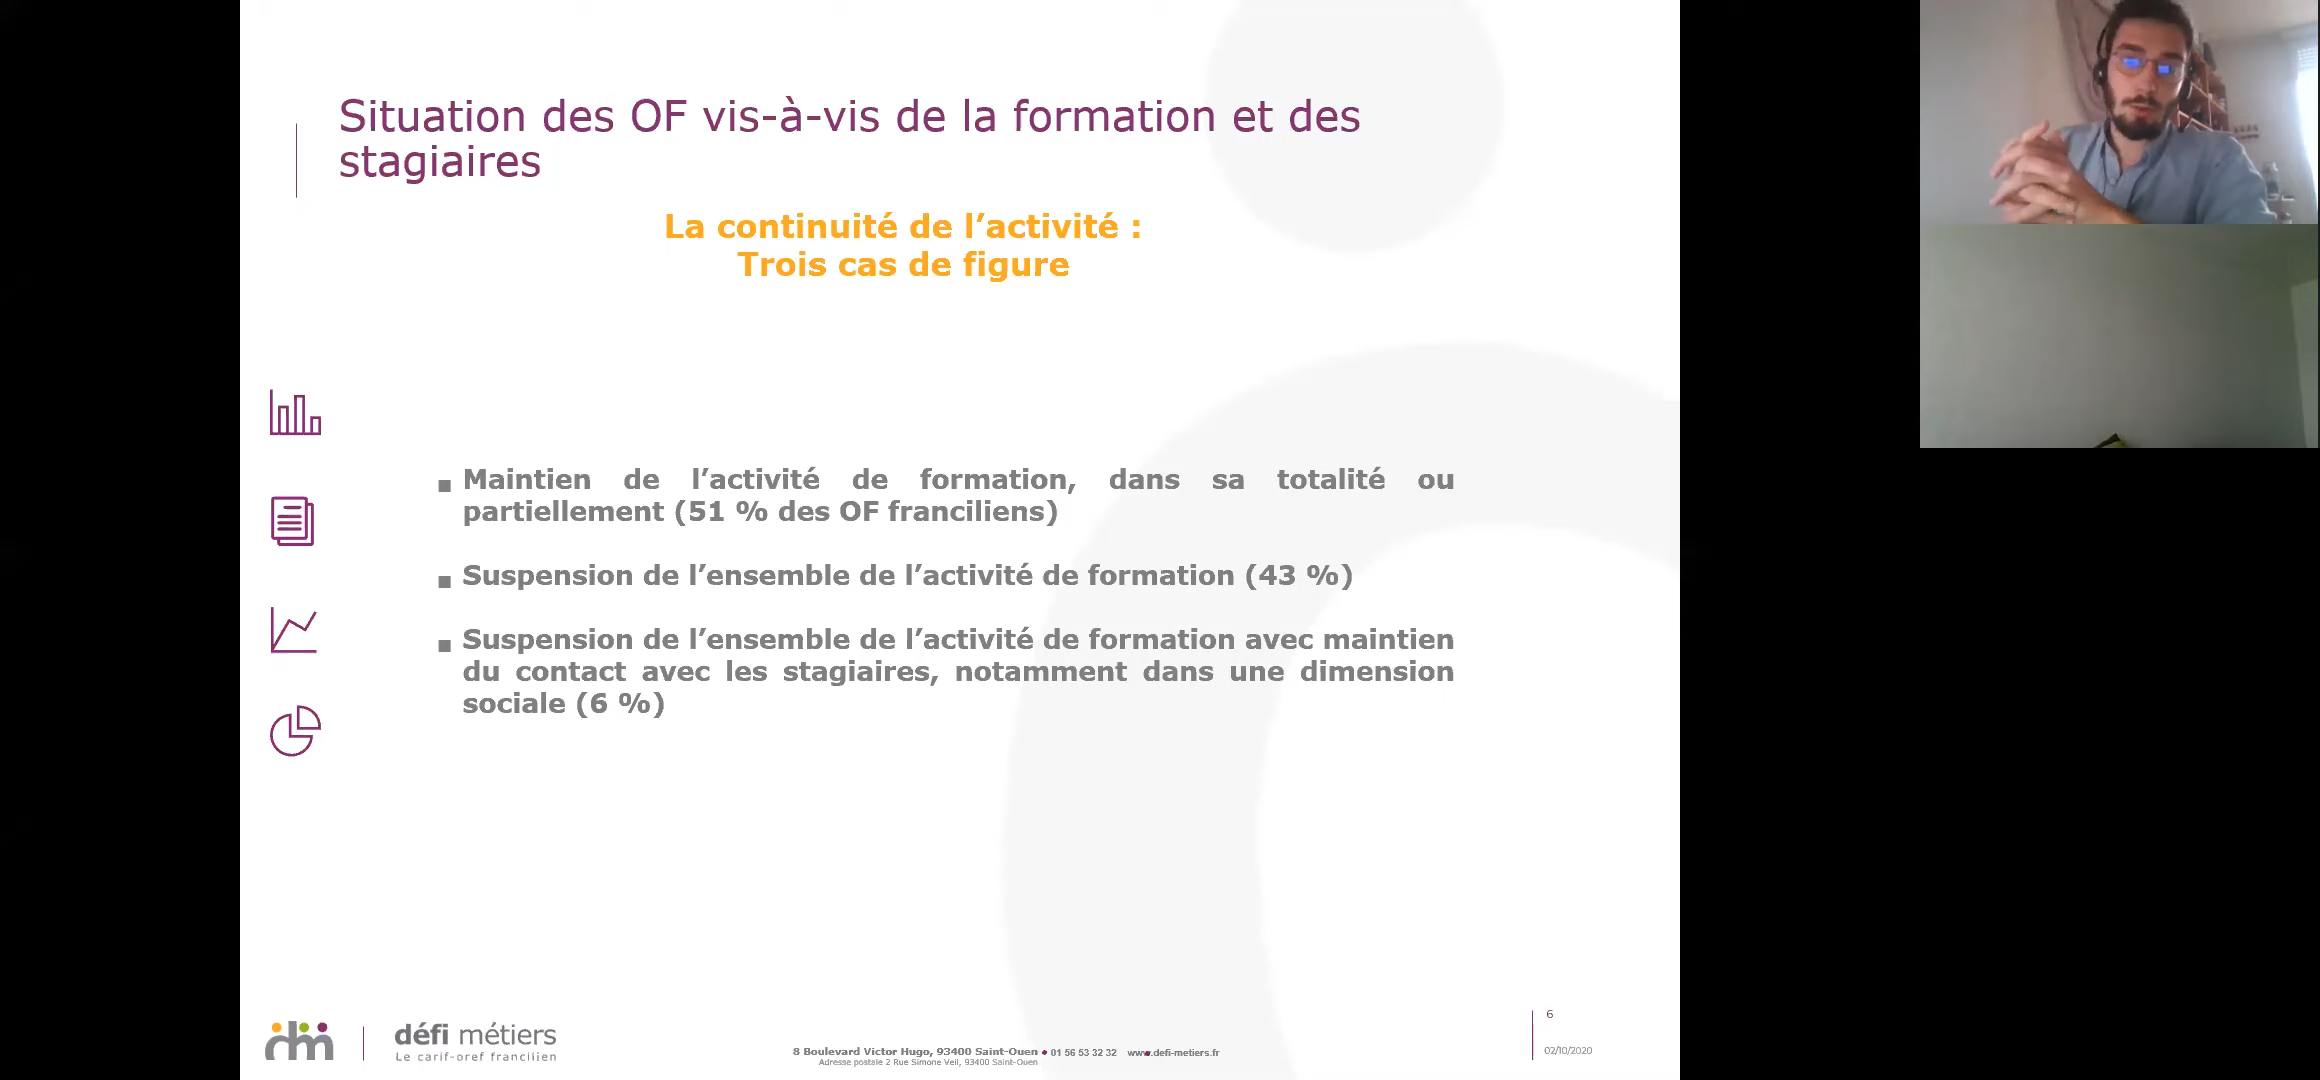 Situation des OF vis-à-vis de la formation et des
stagiaires
La continuité de l’activité :
Trois cas de figure
Maintien de l’activité de formation, dans sa totalité ou
partiellement (51 % des OF franciliens)
Suspension de l’ensemble de l’activité de formation (43 %)
Suspension de l’ensemble de l’activité de formation avec maintien
du contact avec les stagiaires, notamment dans une dimension
sociale (6 %)
dm
défi métiers
Le carif-oref francilien
8 Boulevard Victor Hugo, 93400 Saint-Ouen • 01 56 53 32 32 www.defi-metiers.fr
Adresse postale 2 Rue Simone Veil, 93400 Saint-Ouen
6
02/10/2020